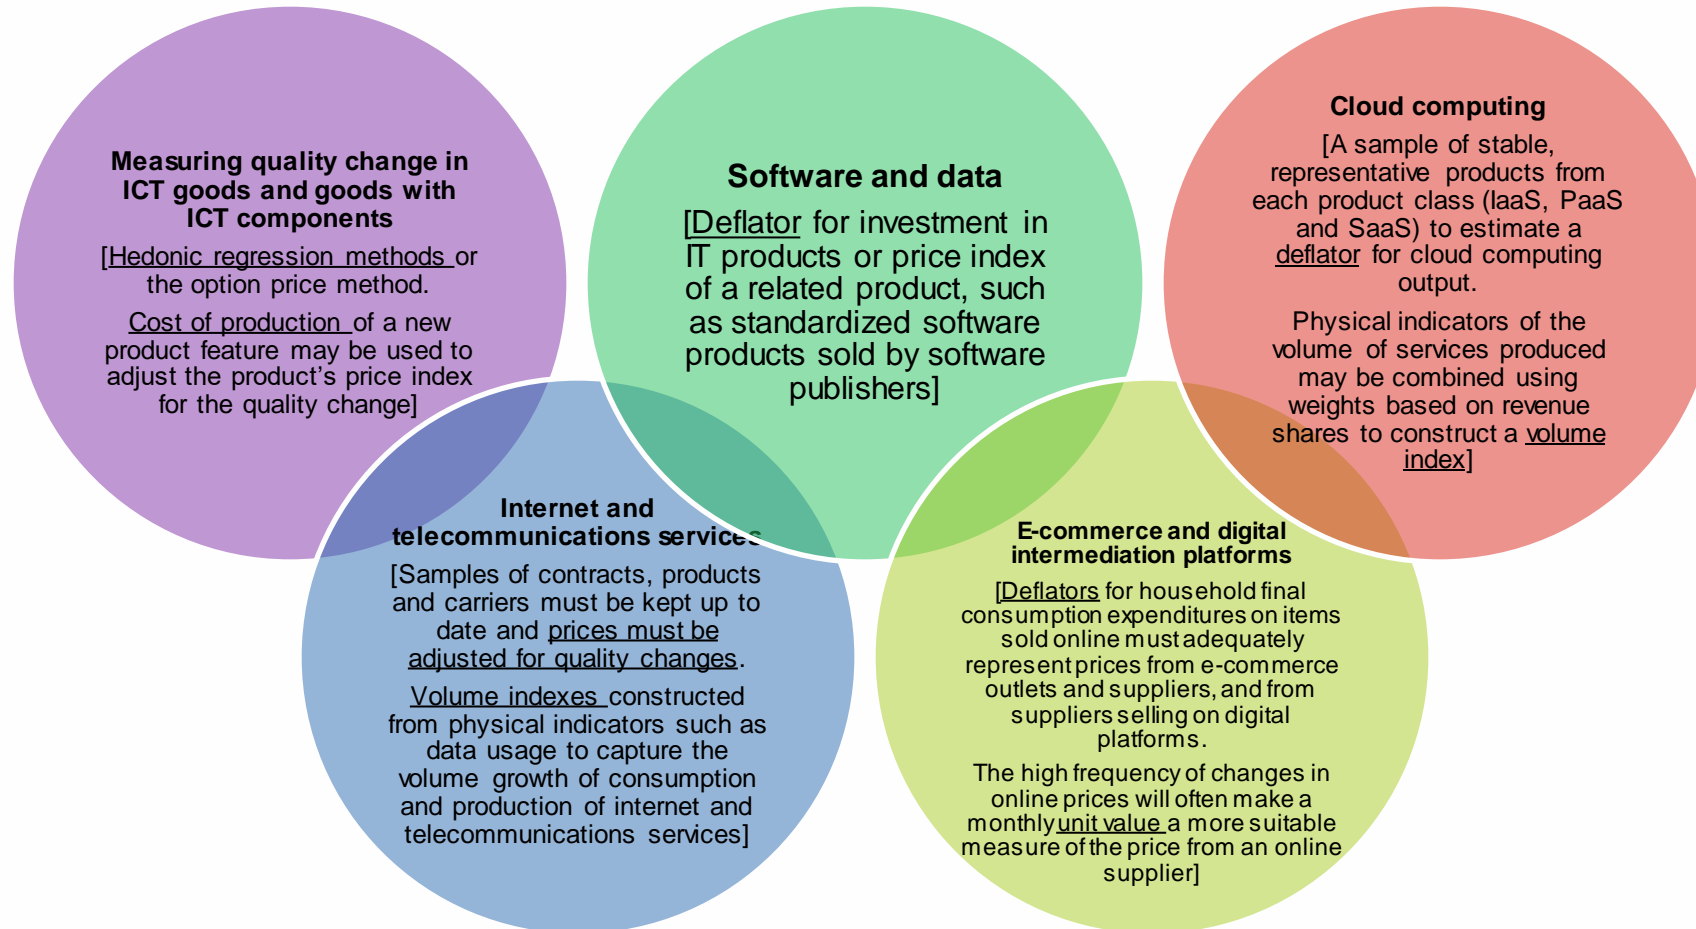 Measuring quality change in
ICT goods and goods with
ICT components
[Hedonic regression methods or
the option price method.
Cost of production of a new
product feature may be used to
adjust the product's price index
for the quality change]
Software and data
[Deflator for investment in
IT products or price index
of a related product, such
as standardized software
products sold by software
publishers]
Cloud computing
[A sample of stable,
representative products from
each product class (IaaS, PaaS
and SaaS) to estimate a
deflator for cloud computing
output.
Physical indicators of the
volume of services produced
may be combined using
weights based on revenue
shares to construct a volume
index]
Internet and
telecommunications services
[Samples of contracts, products
and carriers must be kept up to
date and prices must be
adjusted for quality changes.
Volume indexes constructed
from physical indicators such as
data usage to capture the
volume growth of consumption
and production of internet and
telecommunications services]
E-commerce and digital
intermediation platforms
[Deflators for household final
consumption expenditures on items
sold online must adequately
represent prices from e-commerce
outlets and suppliers, and from
suppliers selling on digital
platforms.
The high frequency of changes in
online prices will often make a
monthly unit value a more suitable
measure of the price from an online
supplier]